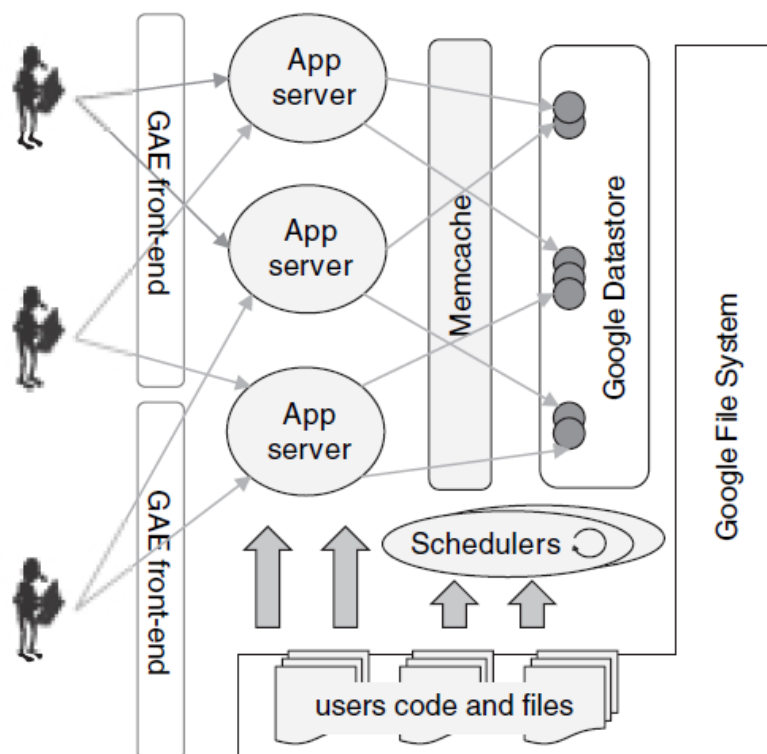 GAE front-end
App
server
App
server
App
server
Memcache
Google Datastore
Google File System
GAE front-end
Schedulers
users code and files